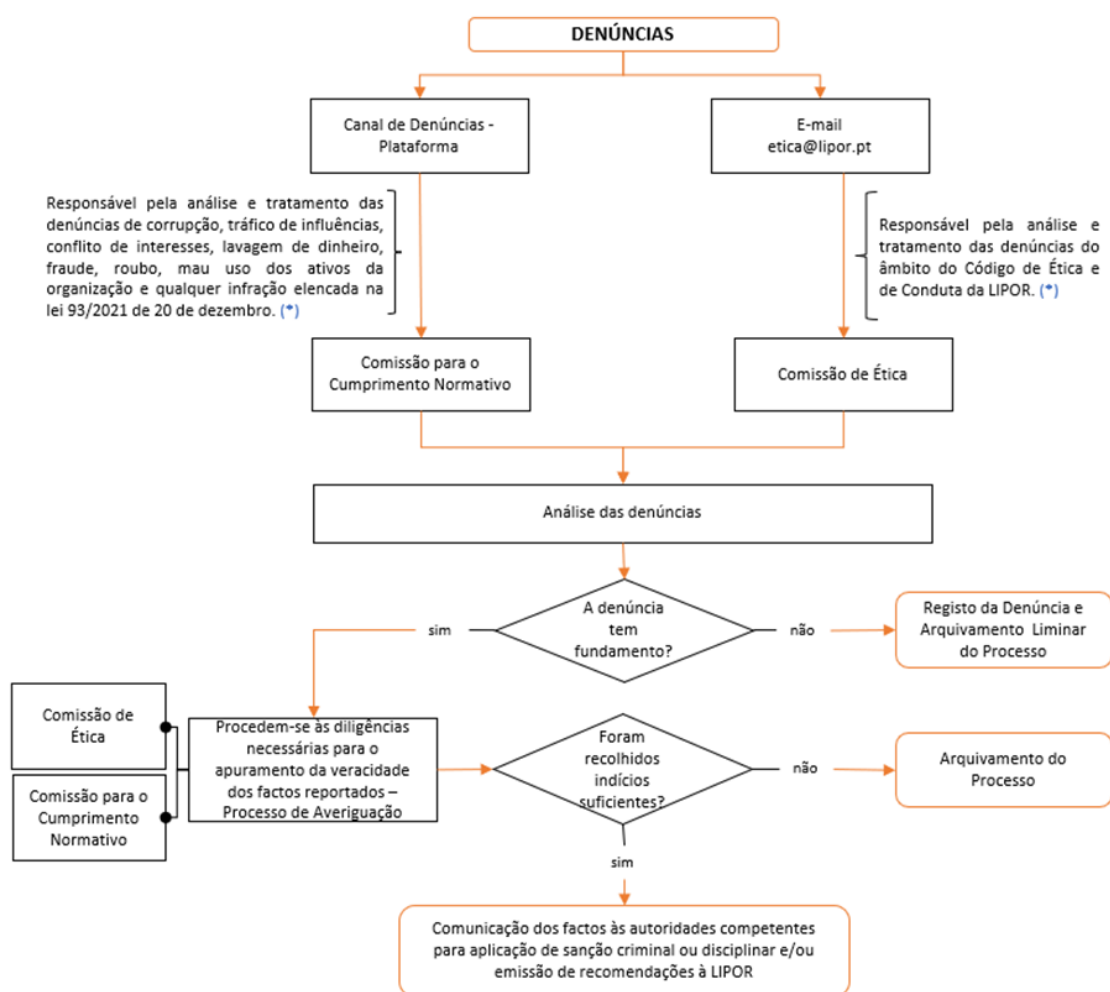 DENÚNCIAS
Canal de Denúncias -
Plataforma
E-mail
etica@lipor.pt
Responsável pela análise e tratamento das
denúncias de corrupção, tráfico de influências,
conflito de interesses, lavagem de dinheiro,
fraude, roubo, mau uso dos ativos da
organização e qualquer infração elencada na
lei 93/2021 de 20 de dezembro. (*)
Responsável pela análise e
tratamento das denúncias do
âmbito do Código de Ética e
de Conduta da LIPOR. (*)
Comissão para o
Cumprimento Normativo
Comissão de Ética
Análise das denúncias
A denúncia
tem
fundamento?
sim
não
Registo da Denúncia e
Arquivamento Liminar
do Processo
Comissão de
Ética
Comissão para o
Cumprimento
Normativo
Procedem-se às diligências
necessárias para o
apuramento da veracidade
dos factos reportados –
Processo de Averiguação
Foram
recolhidos
indícios
suficientes?
não
Arquivamento do
Processo
sim
Comunicação dos factos às autoridades competentes
para aplicação de sanção criminal ou disciplinar e/ou
emissão de recomendações à LIPOR